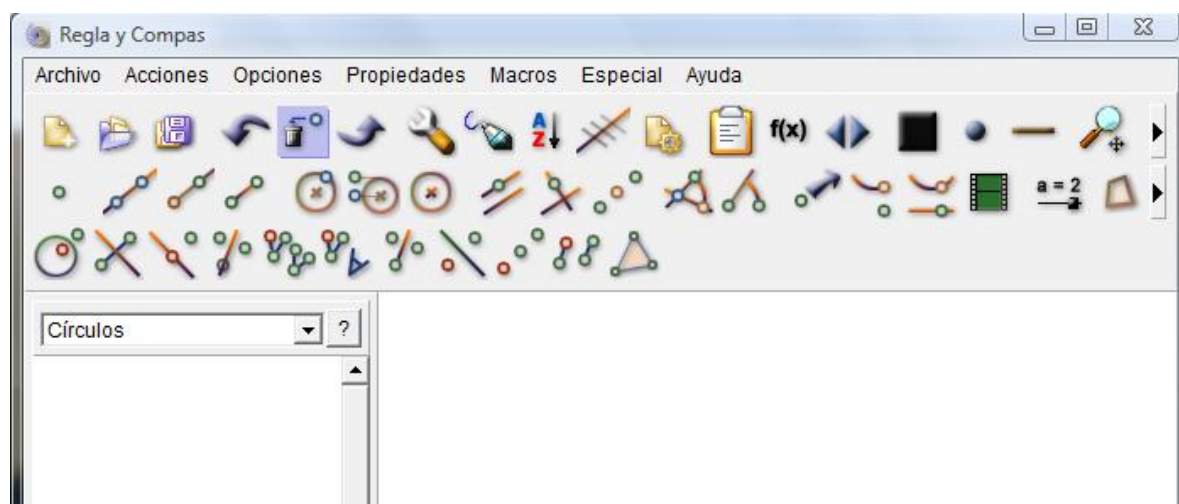 Regla y Compas
Archivo Acciones Opciones Propiedades Macros Especial Ayuda
A Z f(x)
a = 2
Círculos ?